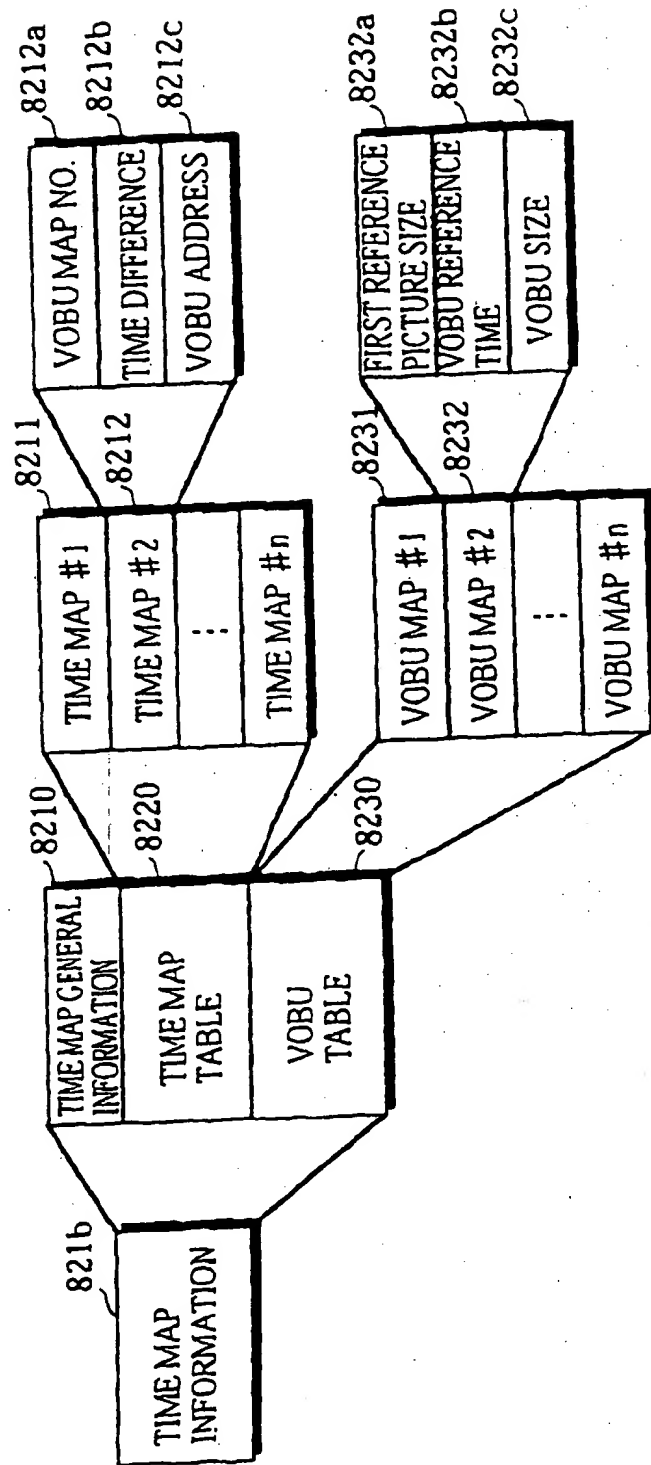 821b
TIME MAP
INFORMATION
8210
TIME MAP GENERAL
INFORMATION
8220
TIME MAP
TABLE
8230
VOBU
TABLE
8211
TIME MAP #1
8212
TIME MAP #2
⋮
TIME MAP #n
8231
VOBU MAP #1
8232
VOBU MAP #2
⋮
VOBU MAP #n
8212a
VOBU MAP NO.
8212b
TIME DIFFERENCE
8212c
VOBU ADDRESS
8232a
FIRST REFERENCE
PICTURE SIZE
8232b
VOBU REFERENCE
TIME
8232c
VOBU SIZE